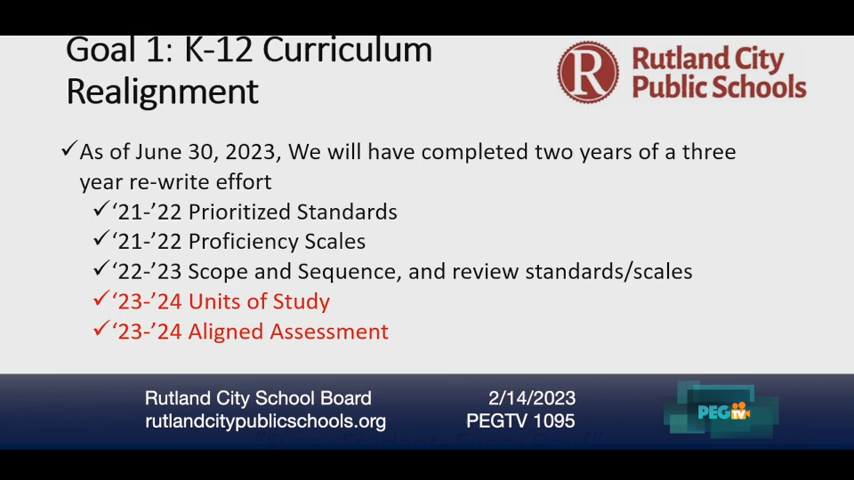 Goal 1: K-12 Curriculum
Realignment
R
Rutland City
Public Schools
As of June 30, 2023, We will have completed two years of a three
year re-write effort
‘21-’22 Prioritized Standards
‘21-’22 Proficiency Scales
‘22-’23 Scope and Sequence, and review standards/scales
‘23-’24 Units of Study
‘23-’24 Aligned Assessment
Rutland City School Board 2/14/2023
rutlandcitypublicschools.org PEGTV 1095
PEG TV